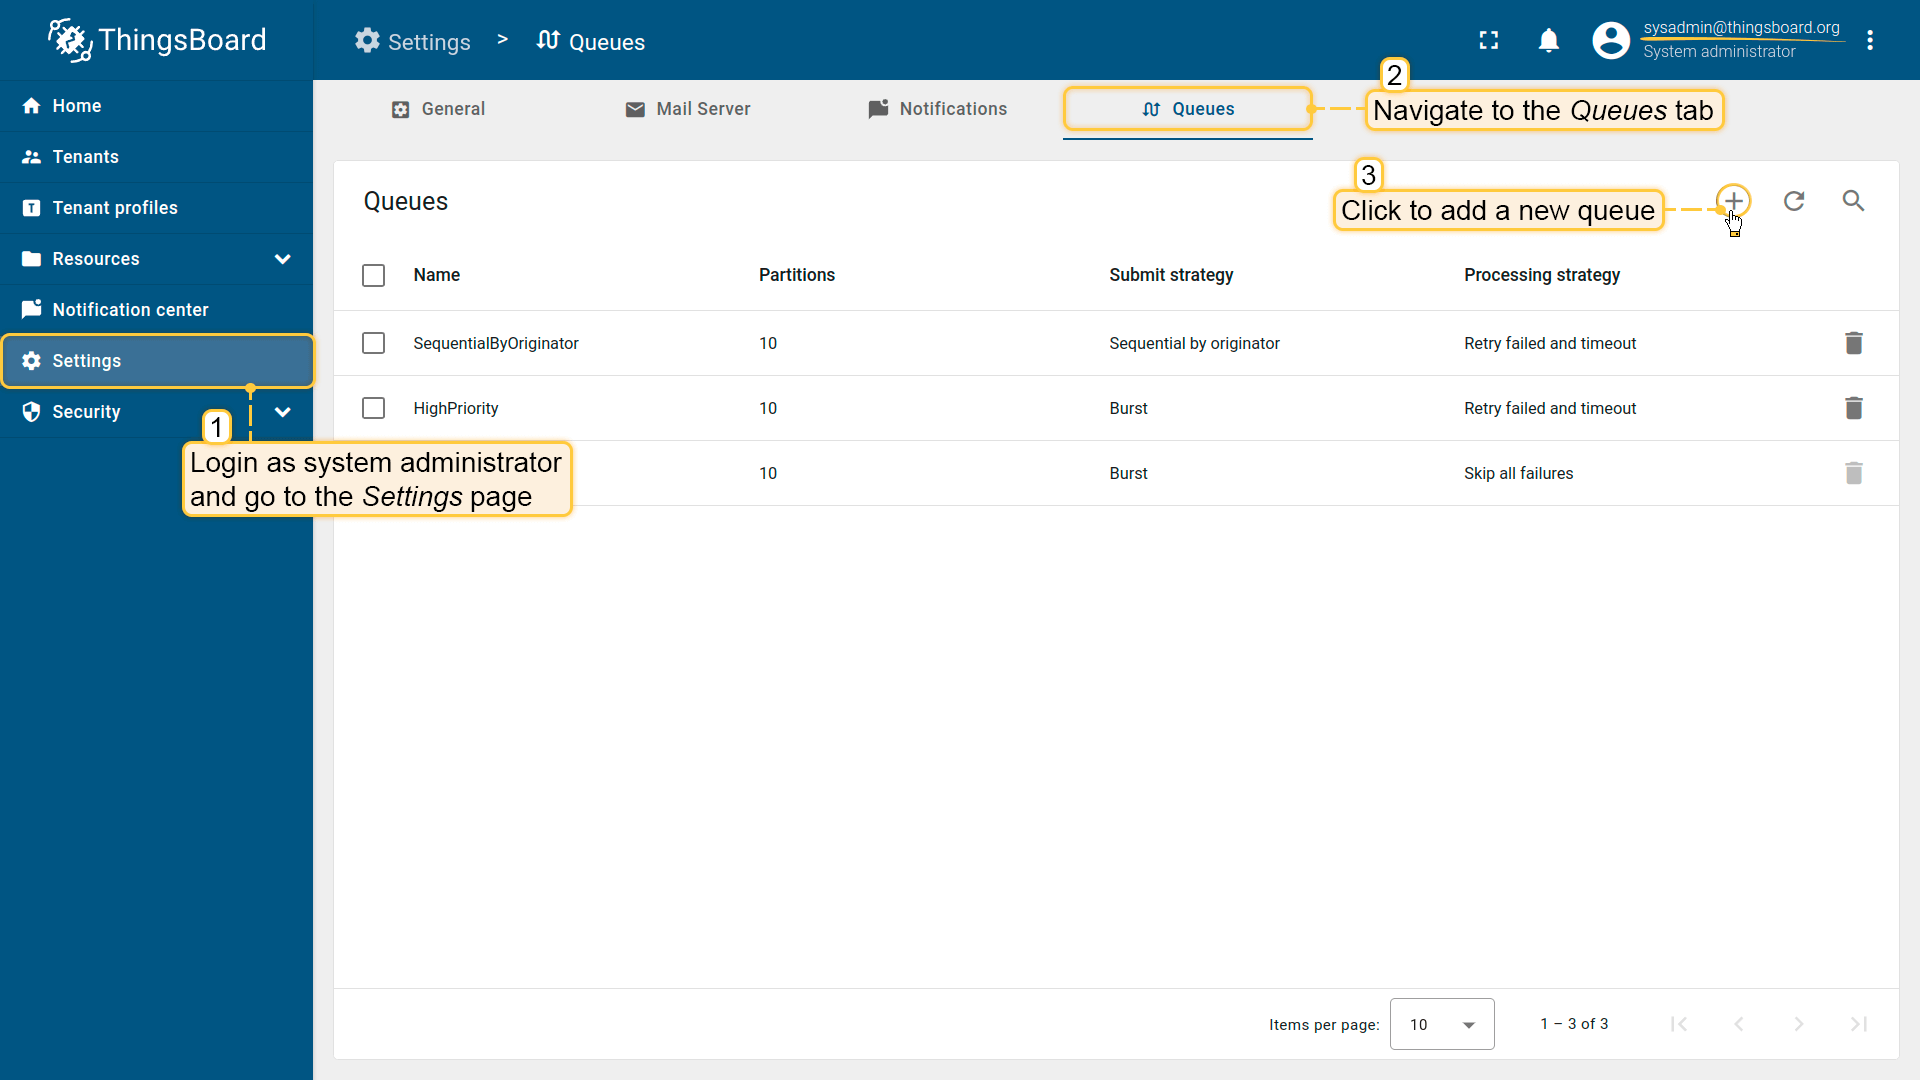 ThingsBoard
Settings > Queues
sysadmin@thingsboard.org
System administrator
Home
Tenants
Tenant profiles
Resources
Notification center
Settings
Security
1
Login as system administrator
and go to the Settings page
General
Mail Server
Notifications
Queues
2
Navigate to the Queues tab
Queues
3
Click to add a new queue
Name Partitions Submit strategy Processing strategy
SequentialByOriginator 10 Sequential by originator Retry failed and timeout
HighPriority 10 Burst Retry failed and timeout
10 Burst Skip all failures
Items per page: 10 1 – 3 of 3